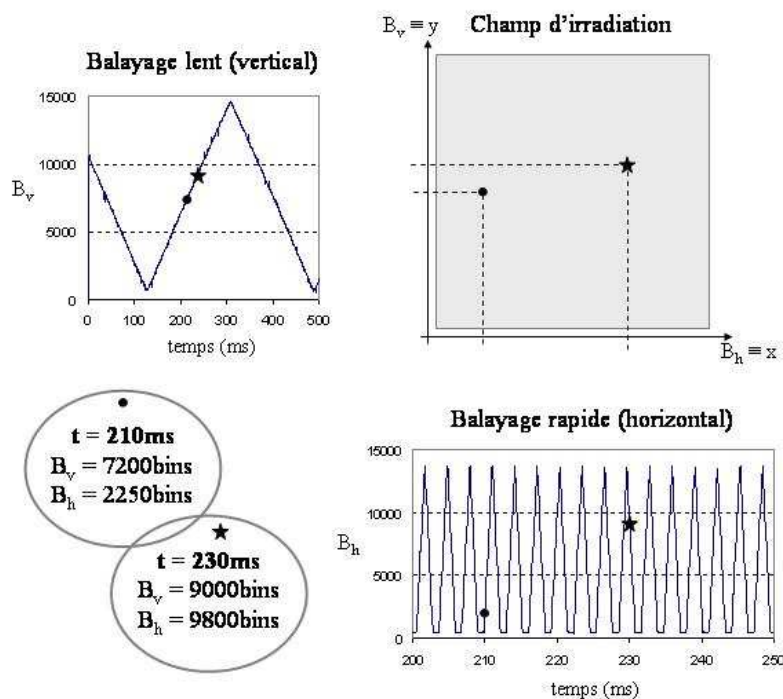 Balayage lent (vertical)
15000
10000
5000
0
B_v
0 100 200 300 400 500
temps (ms)
B_v ≡ y
Champ d'irradiation
B_h ≡ x
t = 210ms
B_v = 7200bins
B_h = 2250bins
t = 230ms
B_v = 9000bins
B_h = 9800bins
Balayage rapide (horizontal)
15000
10000
5000
0
B_h
200 210 220 230 240 250
temps (ms)